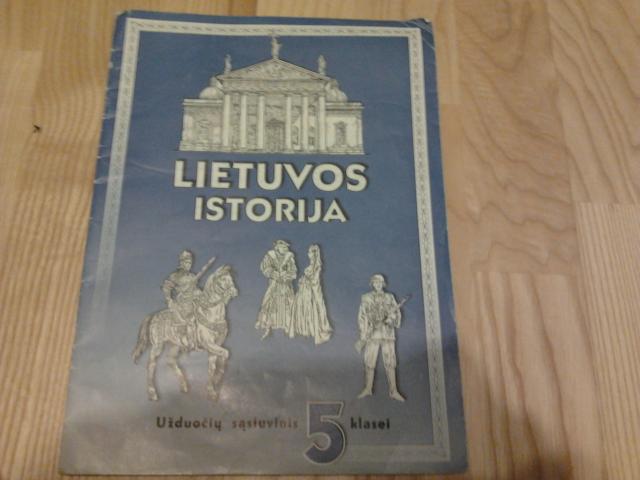 LIETUVOS
ISTORIJA
Užduočių sąsiuvinis 5 klasei